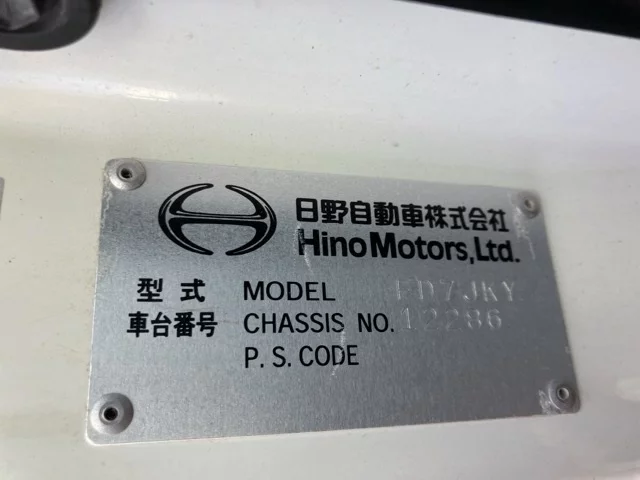 日野自動車株式会社
Hino Motors, Ltd.
型式 MODEL FD7JKY
車台番号 CHASSIS NO. 12286
P. S. CODE